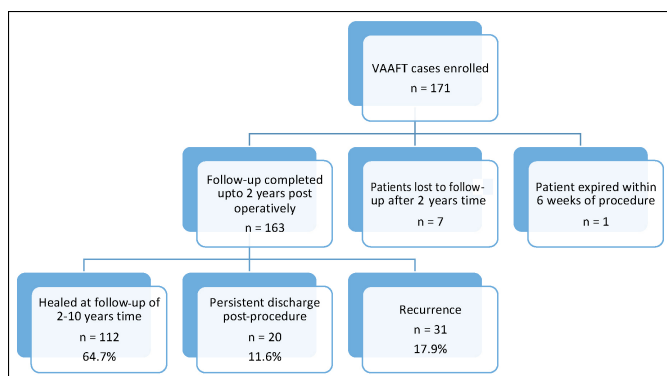 VAAFT cases enrolled
n = 171
Follow-up completed
upto 2 years post
operatively
n = 163
Patients lost to follow-
up after 2 years time
n = 7
Patient expired within
6 weeks of procedure
n = 1
Healed at follow-up of
2-10 years time
n = 112
64.7%
Persistent discharge
post-procedure
n = 20
11.6%
Recurrence
n = 31
17.9%